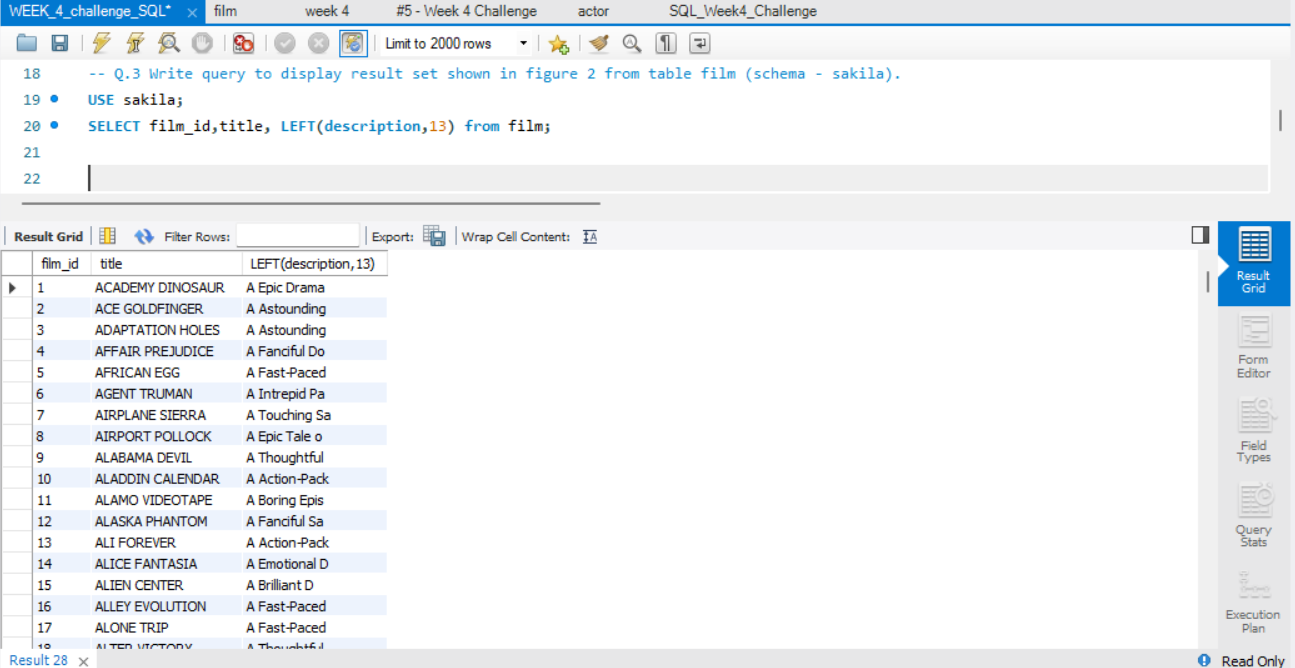 WEEK_4_challenge_SQL* × film week 4 #5 - Week 4 Challenge actor SQL_Week4_Challenge
Limit to 2000 rows
18 -- Q.3 Write query to display result set shown in figure 2 from table film (schema - sakila).
19 USE sakila;
20 SELECT film_id,title, LEFT(description,13) from film;
21
22
Result Grid Filter Rows: Export: Wrap Cell Content:
film_id title LEFT(description,13)
1 ACADEMY DINOSAUR A Epic Drama
2 ACE GOLDFINGER A Astounding
3 ADAPTATION HOLES A Astounding
4 AFFAIR PREJUDICE A Fanciful Do
5 AFRICAN EGG A Fast-Paced
6 AGENT TRUMAN A Intrepid Pa
7 AIRPLANE SIERRA A Touching Sa
8 AIRPORT POLLOCK A Epic Tale o
9 ALABAMA DEVIL A Thoughtful
10 ALADDIN CALENDAR A Action-Pack
11 ALAMO VIDEOTAPE A Boring Epis
12 ALASKA PHANTOM A Fanciful Sa
13 ALI FOREVER A Action-Pack
14 ALICE FANTASIA A Emotional D
15 ALIEN CENTER A Brilliant D
16 ALLEY EVOLUTION A Fast-Paced
17 ALONE TRIP A Fast-Paced
18 ALTER VICTORY A Thoughtful
Result
Grid
Form
Editor
Field
Types
Query
Stats
Execution
Plan
Result 28 ×
Read Only